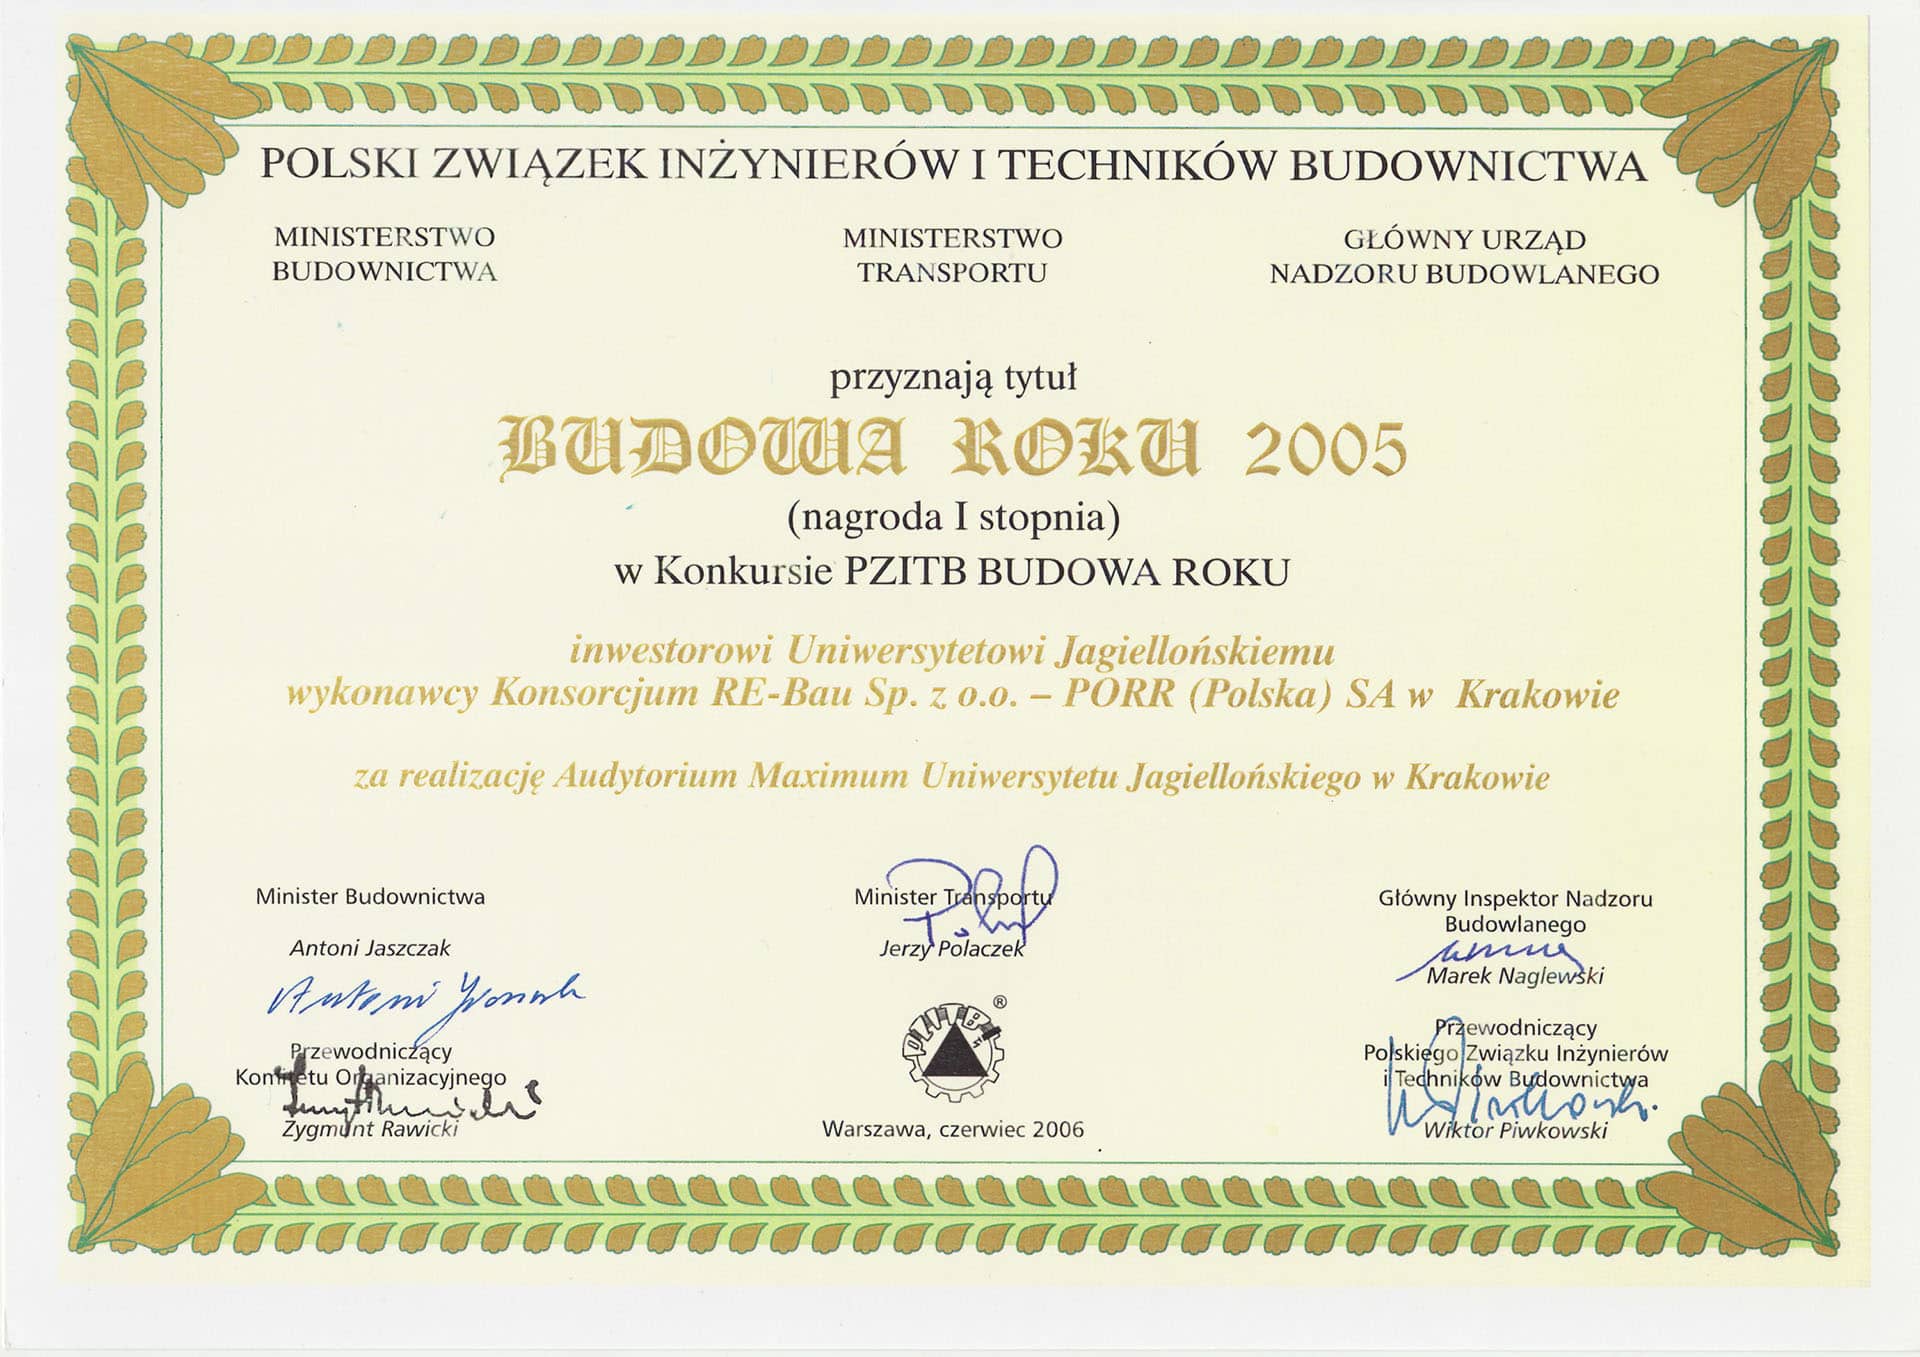 POLSKI ZWIĄZEK INŻYNIERÓW I TECHNIKÓW BUDOWNICTWA
MINISTERSTWO
BUDOWNICTWA
MINISTERSTWO
TRANSPORTU
GŁÓWNY URZĄD
NADZORU BUDOWLANEGO
przyznają tytuł
BUDOWA ROKU 2005
(nagroda I stopnia)
w Konkursie PZITB BUDOWA ROKU
inwestorowi Uniwersytetowi Jagiellońskiemu
wykonawcy Konsorcjum RE-Bau Sp. z o.o. – PORR (Polska) SA w Krakowie
za realizację Audytorium Maximum Uniwersytetu Jagiellońskiego w Krakowie
Minister Budownictwa
Antoni Jaszczak
Minister Transportu
Jerzy Polaczek
Główny Inspektor Nadzoru
Budowlanego
Marek Naglewski
Przewodniczący
Komitetu Organizacyjnego
Zygmunt Rawicki
PZITB ®
Warszawa, czerwiec 2006
Przewodniczący
Polskiego Związku Inżynierów
i Techników Budownictwa
Wiktor Piwkowski